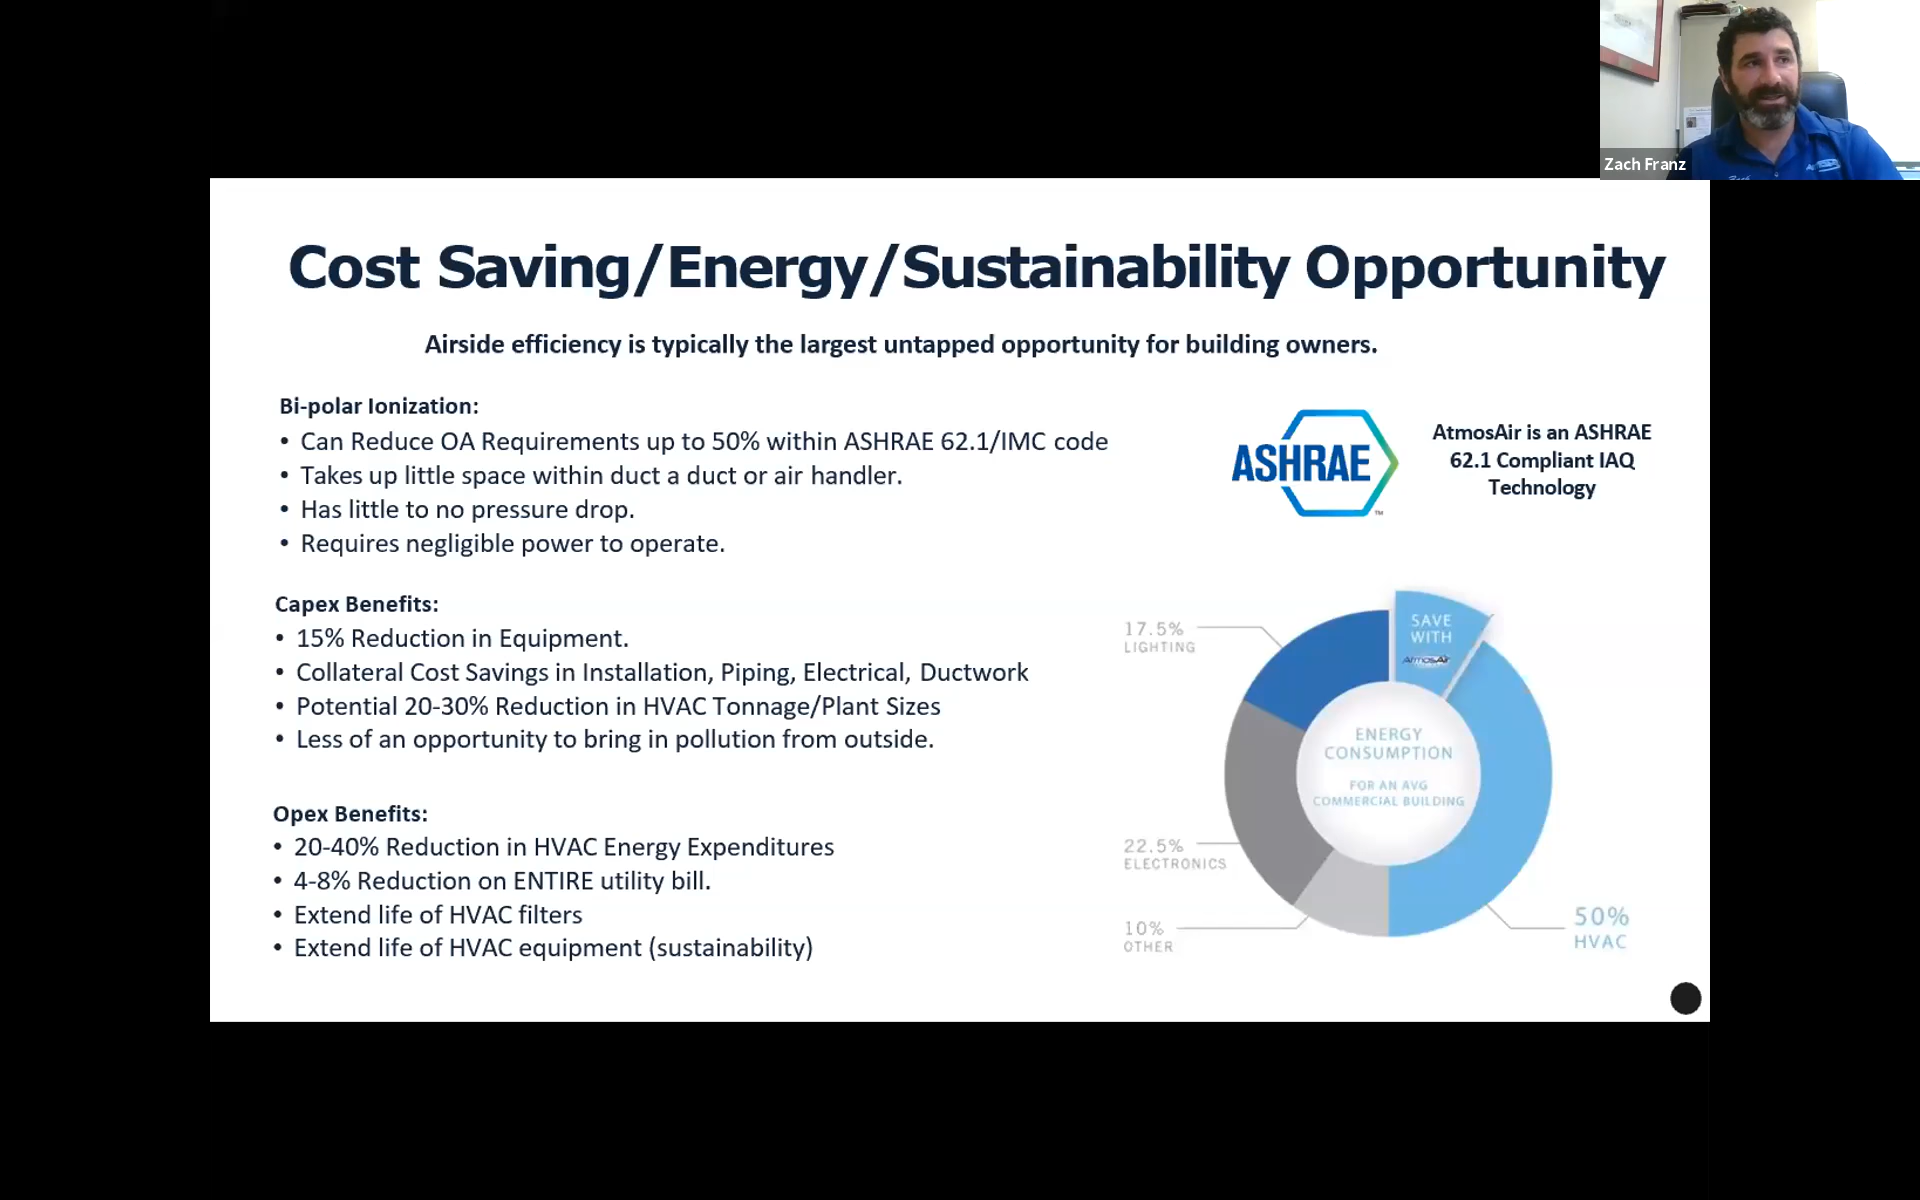 Zach Franz
Cost Saving/Energy/Sustainability Opportunity
Airside efficiency is typically the largest untapped opportunity for building owners.
Bi-polar Ionization:
• Can Reduce OA Requirements up to 50% within ASHRAE 62.1/IMC code
• Takes up little space within duct a duct or air handler.
• Has little to no pressure drop.
• Requires negligible power to operate.
ASHRAE
TM
AtmosAir is an ASHRAE
62.1 Compliant IAQ
Technology
Capex Benefits:
• 15% Reduction in Equipment.
• Collateral Cost Savings in Installation, Piping, Electrical, Ductwork
• Potential 20-30% Reduction in HVAC Tonnage/Plant Sizes
• Less of an opportunity to bring in pollution from outside.
Opex Benefits:
• 20-40% Reduction in HVAC Energy Expenditures
• 4-8% Reduction on ENTIRE utility bill.
• Extend life of HVAC filters
• Extend life of HVAC equipment (sustainability)
SAVE
WITH
AtmosAir
17.5%
LIGHTING
ENERGY
CONSUMPTION
FOR AN AVG
COMMERCIAL BUILDING
22.5%
ELECTRONICS
10%
OTHER
50%
HVAC